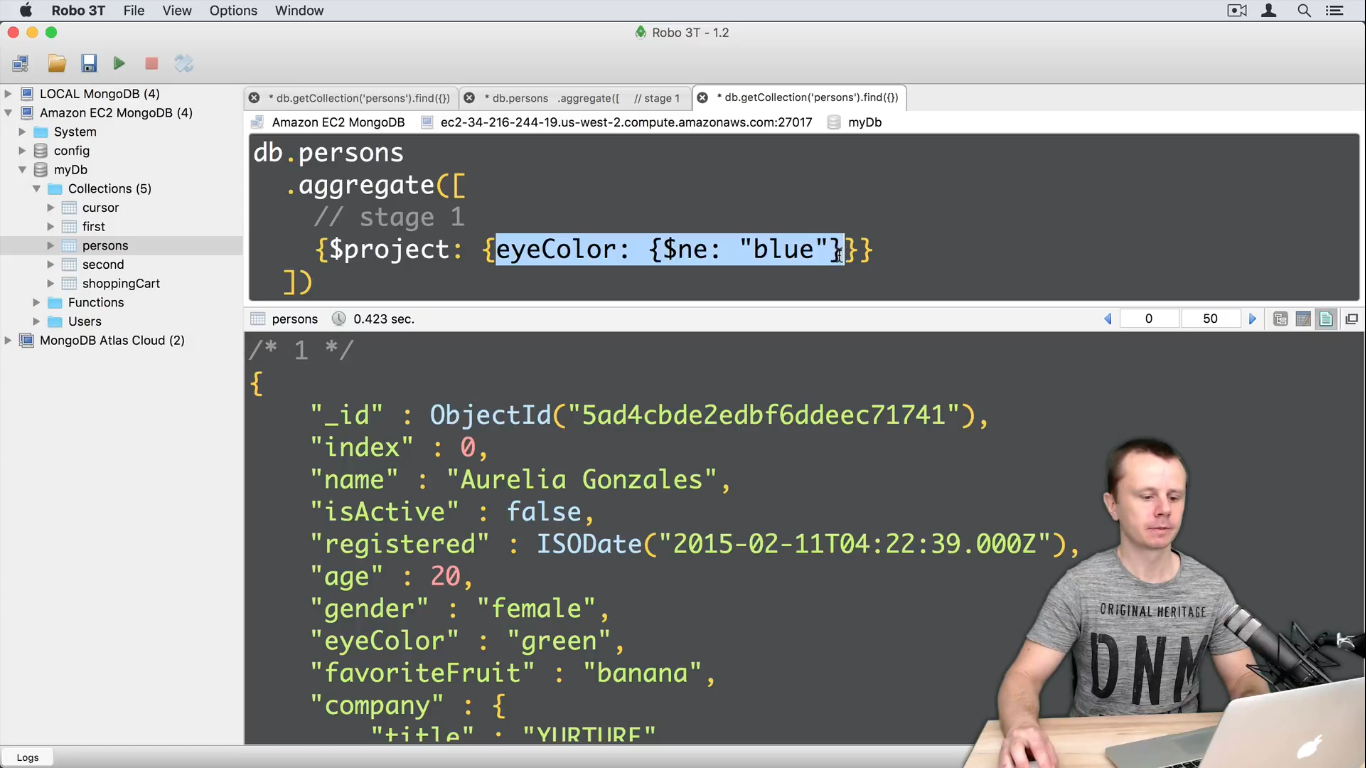 Robo 3T File View Options Window
Robo 3T - 1.2
LOCAL MongoDB (4)
Amazon EC2 MongoDB (4)
System
config
myDb
Collections (5)
cursor
first
persons
second
shoppingCart
Functions
Users
MongoDB Atlas Cloud (2)
* db.getCollection('persons').find({}) * db.persons .aggregate([ // stage 1 * db.getCollection('persons').find({})
Amazon EC2 MongoDB ec2-34-216-244-19.us-west-2.compute.amazonaws.com:27017 myDb
db.persons
.aggregate([
// stage 1
{$project: {eyeColor: {$ne: "blue"}}}
])
persons 0.423 sec. 0 50
/* 1 */
{
"_id" : ObjectId("5ad4cbde2edbf6ddeec71741"),
"index" : 0,
"name" : "Aurelia Gonzales",
"isActive" : false,
"registered" : ISODate("2015-02-11T04:22:39.000Z"),
"age" : 20,
"gender" : "female",
"eyeColor" : "green",
"favoriteFruit" : "banana",
"company" : {
"title" : "YURTURE"
ORIGINAL HERITAGE
DNM
Logs